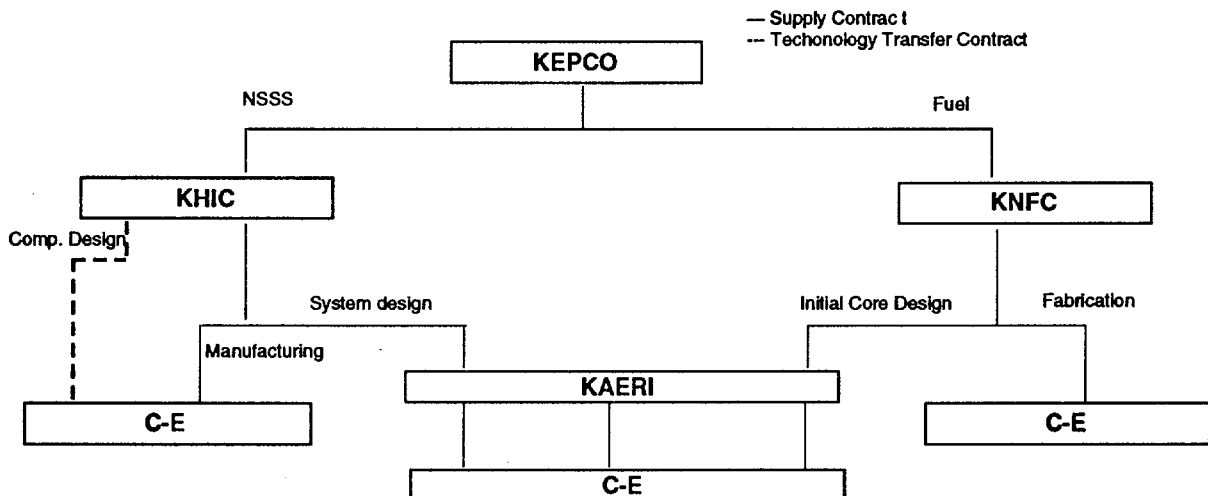 — Supply Contrac t
--- Techonology Transfer Contract
KEPCO
NSSS
Fuel
KHIC
KNFC
Comp. Design
System design
Initial Core Design
Fabrication
Manufacturing
KAERI
C-E
C-E
C-E